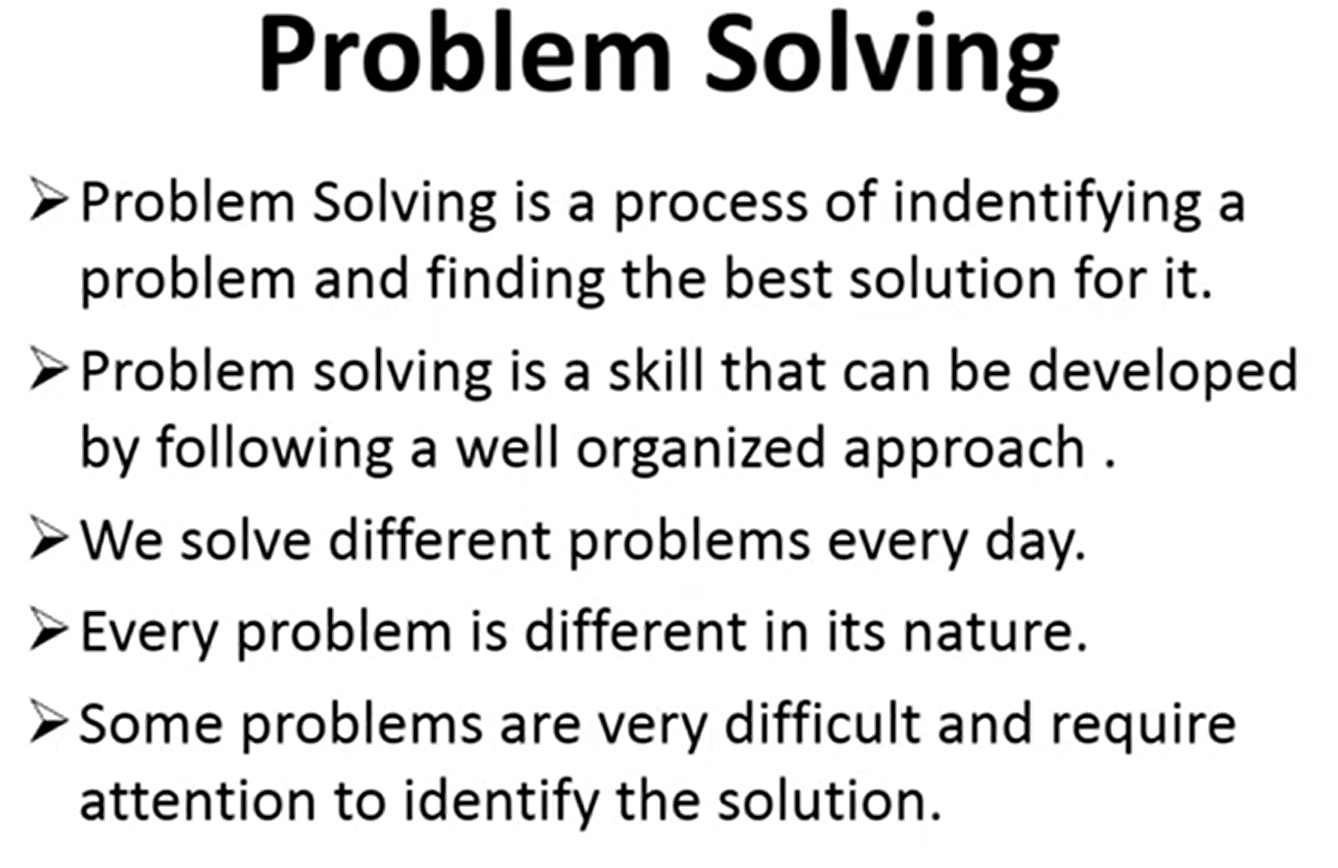 Problem Solving
➢Problem Solving is a process of indentifying a
problem and finding the best solution for it.
➢Problem solving is a skill that can be developed
by following a well organized approach .
➢We solve different problems every day.
➢Every problem is different in its nature.
➢Some problems are very difficult and require
attention to identify the solution.